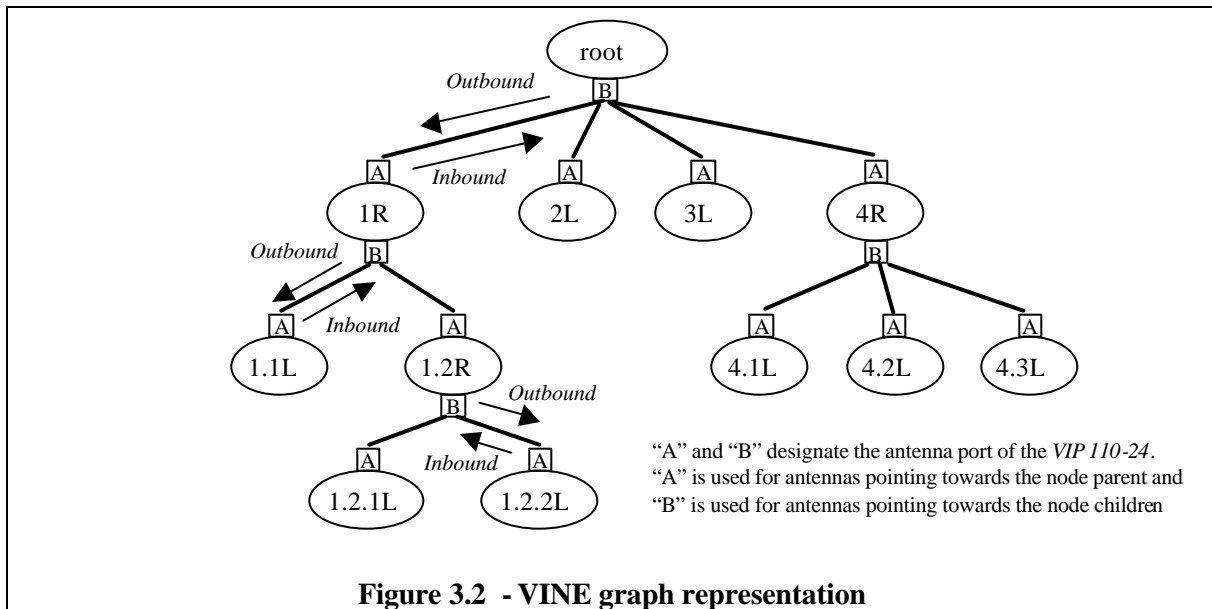 root
B
Outbound
Inbound
A
A
A
A
1R
2L
3L
4R
B
B
Outbound
Inbound
A
A
A
A
A
1.1L
1.2R
4.1L
4.2L
4.3L
B
Outbound
Inbound
A
A
1.2.1L
1.2.2L
“A” and “B” designate the antenna port of the VIP 110-24.
“A” is used for antennas pointing towards the node parent and
“B” is used for antennas pointing towards the node children
Figure 3.2 - VINE graph representation